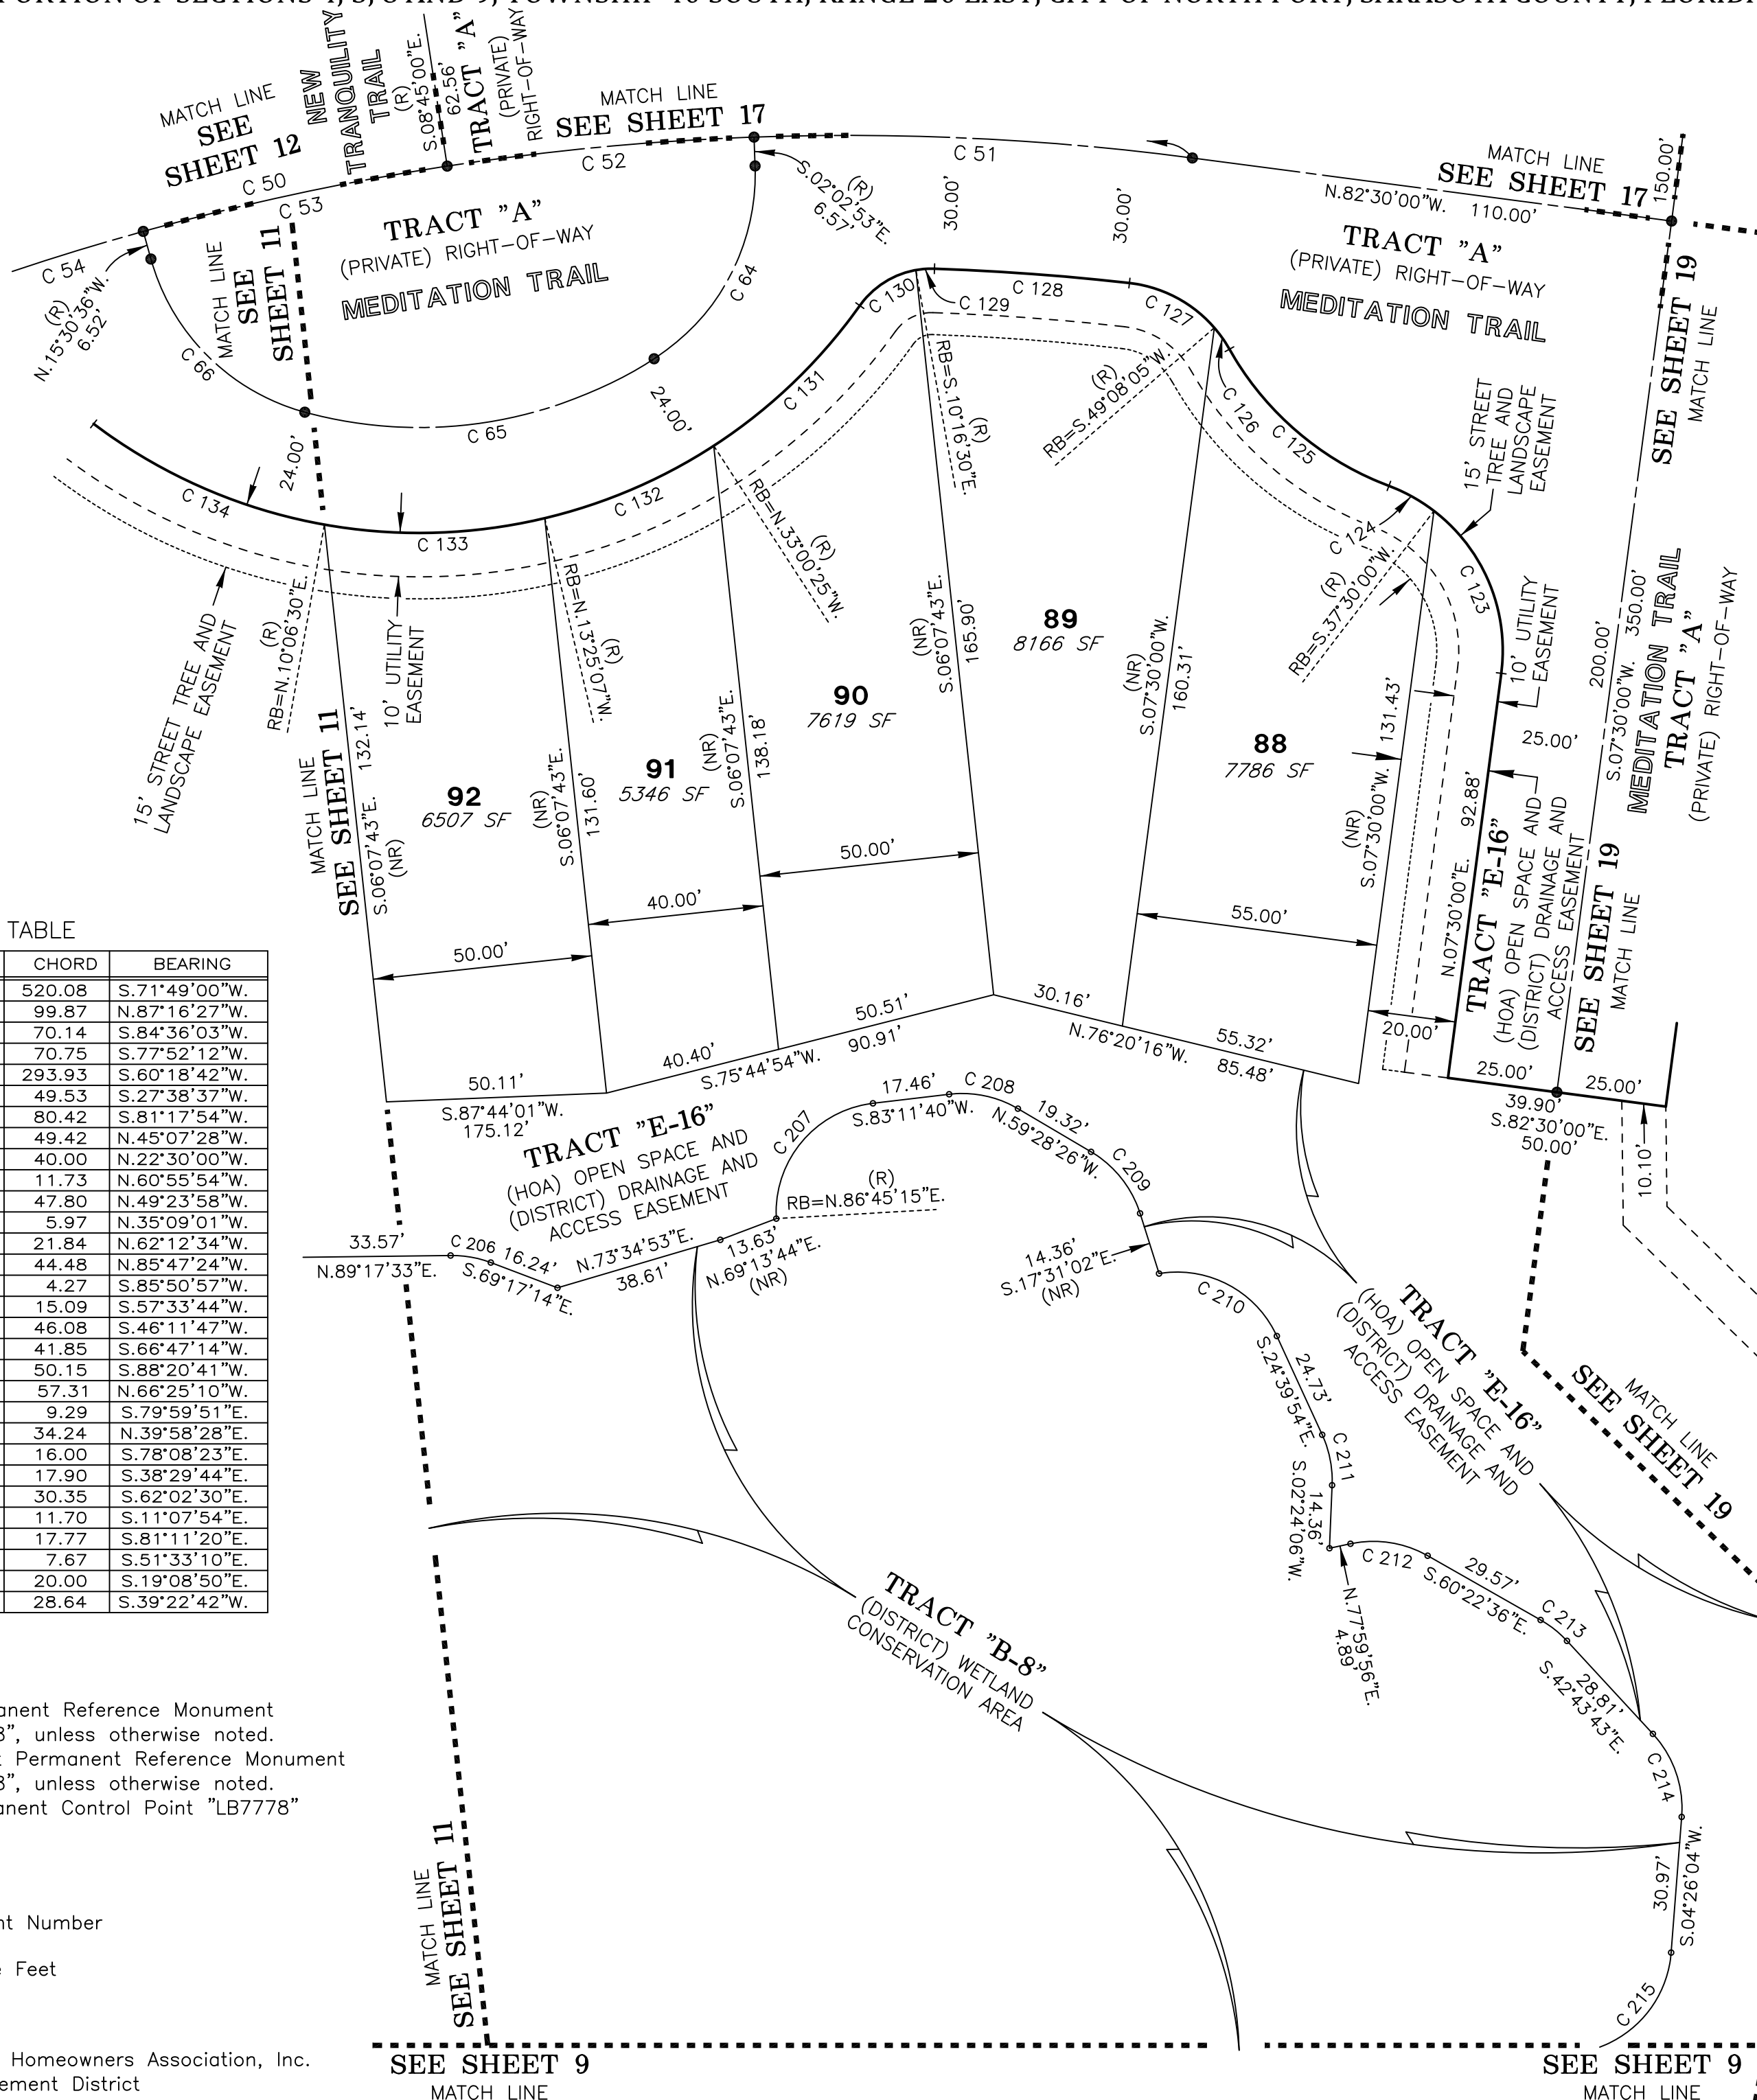 PORTION OF SECTIONS 4, 5, 8 AND 9, TOWNSHIP 40 SOUTH, RANGE 20 EAST, CITY OF NORTH PORT, SARASOTA COUNTY,
MATCH LINE
SEE
SHEET 12
NEW
TRANQUILITY
TRAIL
(R)
S.08°45'00"E.
62.56'
TRACT "A"
(PRIVATE)
RIGHT-OF-WAY
MATCH LINE
SEE SHEET 17
C 50
C 53
C 52
C 51
C 54
(R)
N.15°30'36"W.
6.52'
(R)
S.02°02'53"E.
6.57'
MATCH LINE
SEE SHEET 17
N.82°30'00"W. 110.00'
150.00'
TRACT "A"
(PRIVATE) RIGHT-OF-WAY
MEDITATION TRAIL
MATCH LINE
SEE
SHEET 11
30.00'
30.00'
TRACT "A"
(PRIVATE) RIGHT-OF-WAY
MEDITATION TRAIL
SEE SHEET 19
MATCH LINE
C 64
C 66
C 65
24.00'
24.00'
C 130
C 129
C 128
C 127
C 126
C 125
C 124
C 123
C 131
C 132
C 133
C 134
15' STREET
TREE AND
LANDSCAPE
EASEMENT
RB=S.10°16'30"E.
(R)
(R)
RB=S.49°08'05"W.
RB=N.33°00'25"W.
(R)
(R)
RB=S.37°30'00"W.
RB=N.13°25'07"W.
(R)
(R)
RB=N.10°06'30"E.
15' STREET TREE AND
LANDSCAPE EASEMENT
10' UTILITY
EASEMENT
10' UTILITY
EASEMENT
MATCH LINE
SEE SHEET 11
132.14'
S.06°07'43"E.
(NR)
92
6507 SF
(NR)
S.06°07'43"E.
131.60'
91
5346 SF
(NR)
S.06°07'43"E.
138.18'
90
7619 SF
(NR)
S.06°07'43"E.
165.90'
89
8166 SF
(NR)
S.07°30'00"W.
160.31'
88
7786 SF
131.43'
(NR)
S.07°30'00"W.
25.00'
92.88'
N.07°30'00"E.
200.00'
S.07°30'00"W. 350.00'
MEDITATION TRAIL
TRACT "A"
(PRIVATE) RIGHT-OF-WAY
TRACT "E-16"
(HOA) OPEN SPACE AND
(DISTRICT) DRAINAGE AND
ACCESS EASEMENT
SEE SHEET 19
MATCH LINE
50.00'
40.00'
50.00'
55.00'
20.00'
25.00'
25.00'
39.90'
S.82°30'00"E.
50.00'
10.10'
50.11'
S.87°44'01"W.
175.12'
40.40'
50.51'
S.75°44'54"W. 90.91'
30.16'
55.32'
N.76°20'16"W. 85.48'
TABLE
CHORD BEARING
520.08 S.71°49'00"W.
99.87 N.87°16'27"W.
70.14 S.84°36'03"W.
70.75 S.77°52'12"W.
293.93 S.60°18'42"W.
49.53 S.27°38'37"W.
80.42 S.81°17'54"W.
49.42 N.45°07'28"W.
40.00 N.22°30'00"W.
11.73 N.60°55'54"W.
47.80 N.49°23'58"W.
5.97 N.35°09'01"W.
21.84 N.62°12'34"W.
44.48 N.85°47'24"W.
4.27 S.85°50'57"W.
15.09 S.57°33'44"W.
46.08 S.46°11'47"W.
41.85 S.66°47'14"W.
50.15 S.88°20'41"W.
57.31 N.66°25'10"W.
9.29 S.79°59'51"E.
34.24 N.39°58'28"E.
16.00 S.78°08'23"E.
17.90 S.38°29'44"E.
30.35 S.62°02'30"E.
11.70 S.11°07'54"E.
17.77 S.81°11'20"E.
7.67 S.51°33'10"E.
20.00 S.19°08'50"E.
28.64 S.39°22'42"W.
TRACT "E-16"
(HOA) OPEN SPACE AND
(DISTRICT) DRAINAGE AND
ACCESS EASEMENT
C 207
17.46'
S.83°11'40"W.
C 208
19.32'
N.59°28'26"W.
C 209
(R)
RB=N.86°45'15"E.
33.57'
N.89°17'33"E.
C 206
16.24'
S.69°17'14"E.
N.73°34'53"E.
38.61'
13.63'
N.69°13'44"E.
(NR)
14.36'
S.17°31'02"E.
(NR)
C 210
24.73'
S.24°39'54"E.
C 211
14.36'
S.02°24'06"W.
C 212
N.77°59'56"E.
4.89'
29.57'
S.60°22'36"E.
C 213
28.81'
S.42°43'43"E.
C 214
30.97'
S.04°26'04"W.
C 215
TRACT "E-16"
(HOA) OPEN SPACE AND
(DISTRICT) DRAINAGE AND
ACCESS EASEMENT
MATCH LINE
SEE SHEET 19
TRACT "B-8"
(DISTRICT) WETLAND
CONSERVATION AREA
anent Reference Monument
8", unless otherwise noted.
Permanent Reference Monument
8", unless otherwise noted.
anent Control Point "LB7778"
nt Number
e Feet
Homeowners Association, Inc.
ement District
MATCH LINE
SEE SHEET 11
SEE SHEET 9
MATCH LINE
SEE SHEET 9
MATCH LINE